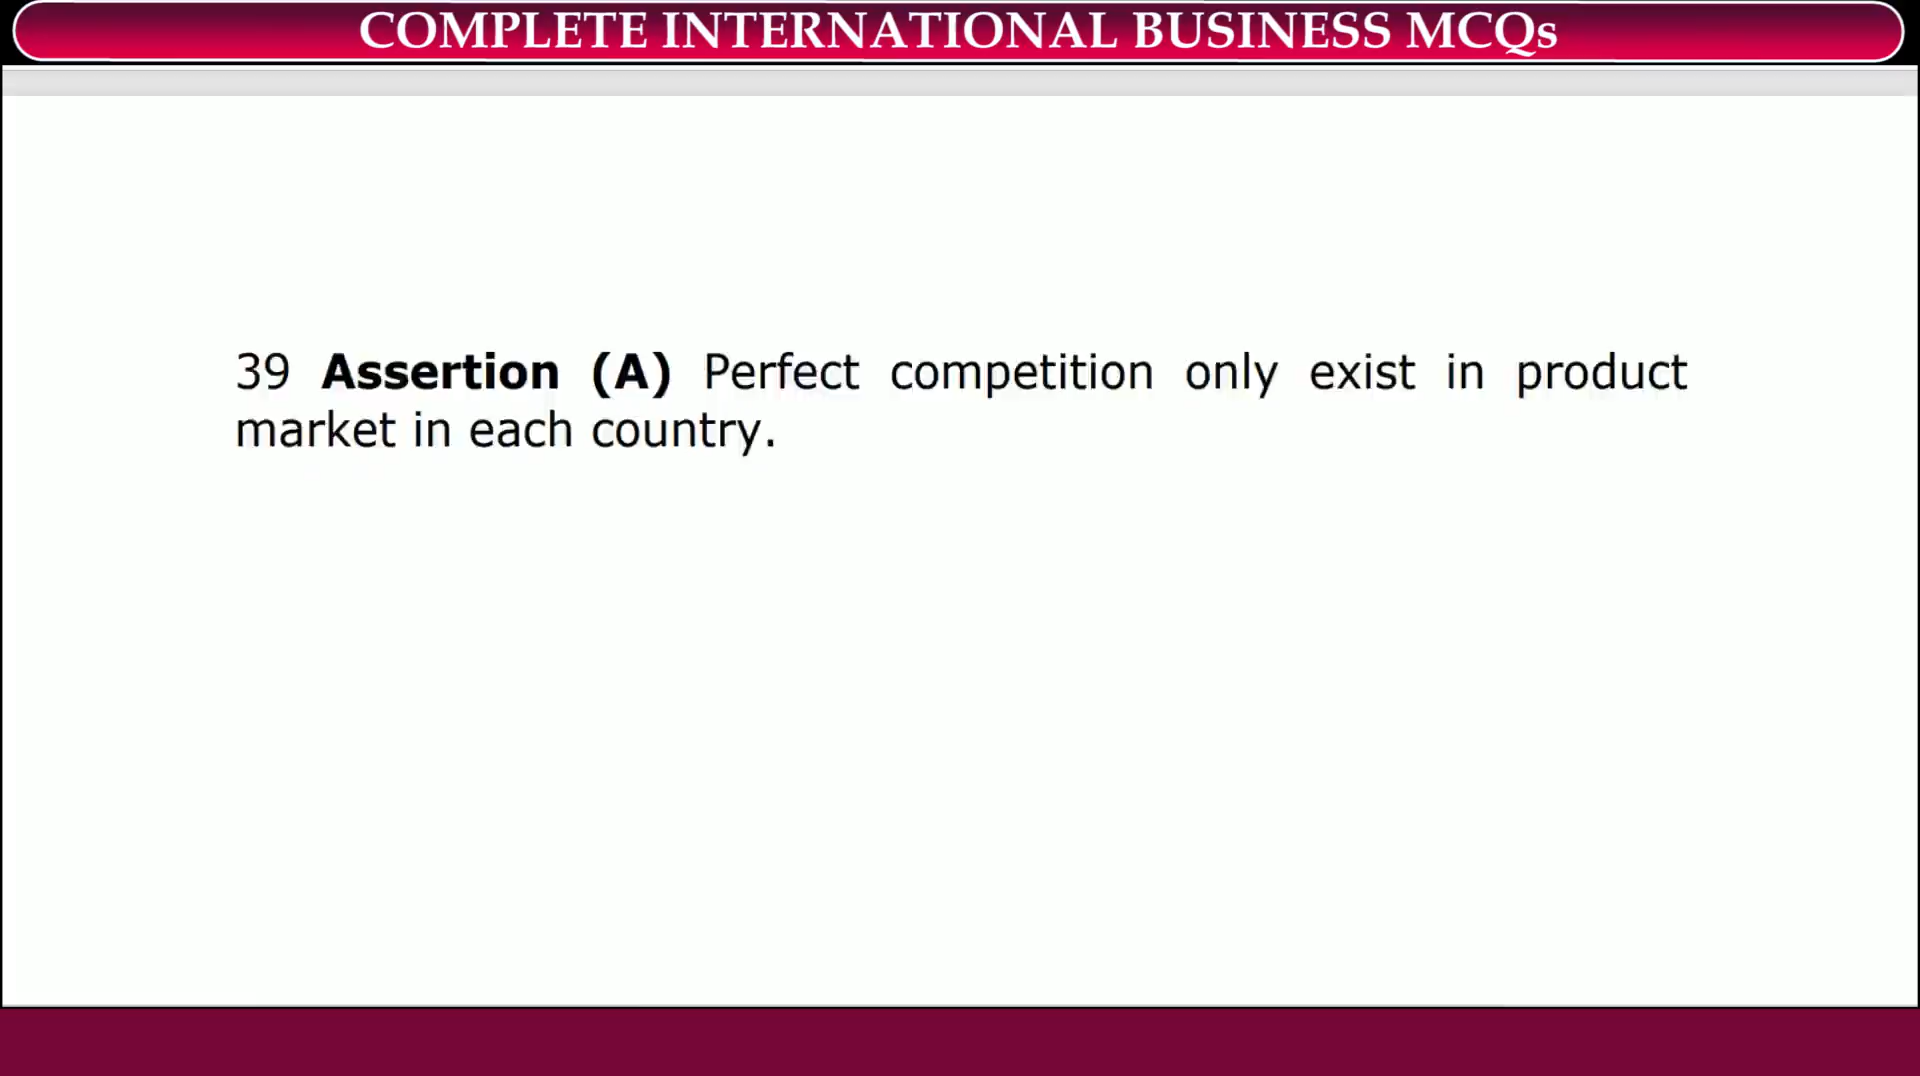 COMPLETE INTERNATIONAL BUSINESS MCQs
39 Assertion (A) Perfect competition only exist in product
market in each country.